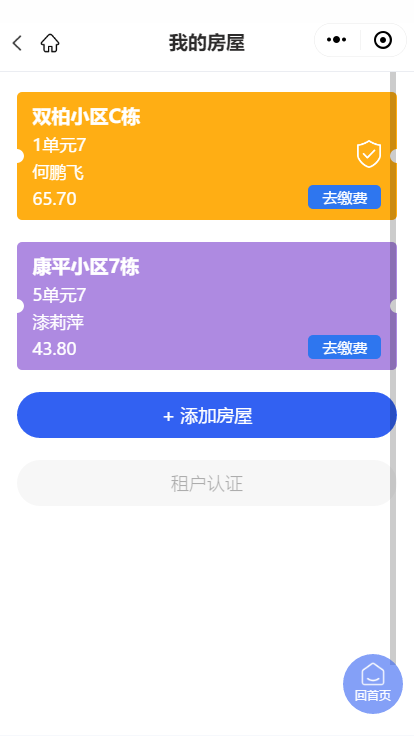 我的房屋
双柏小区C栋
1单元7
何鹏飞
65.70
去缴费
康平小区7栋
5单元7
漆莉萍
43.80
去缴费
+ 添加房屋
租户认证
回首页